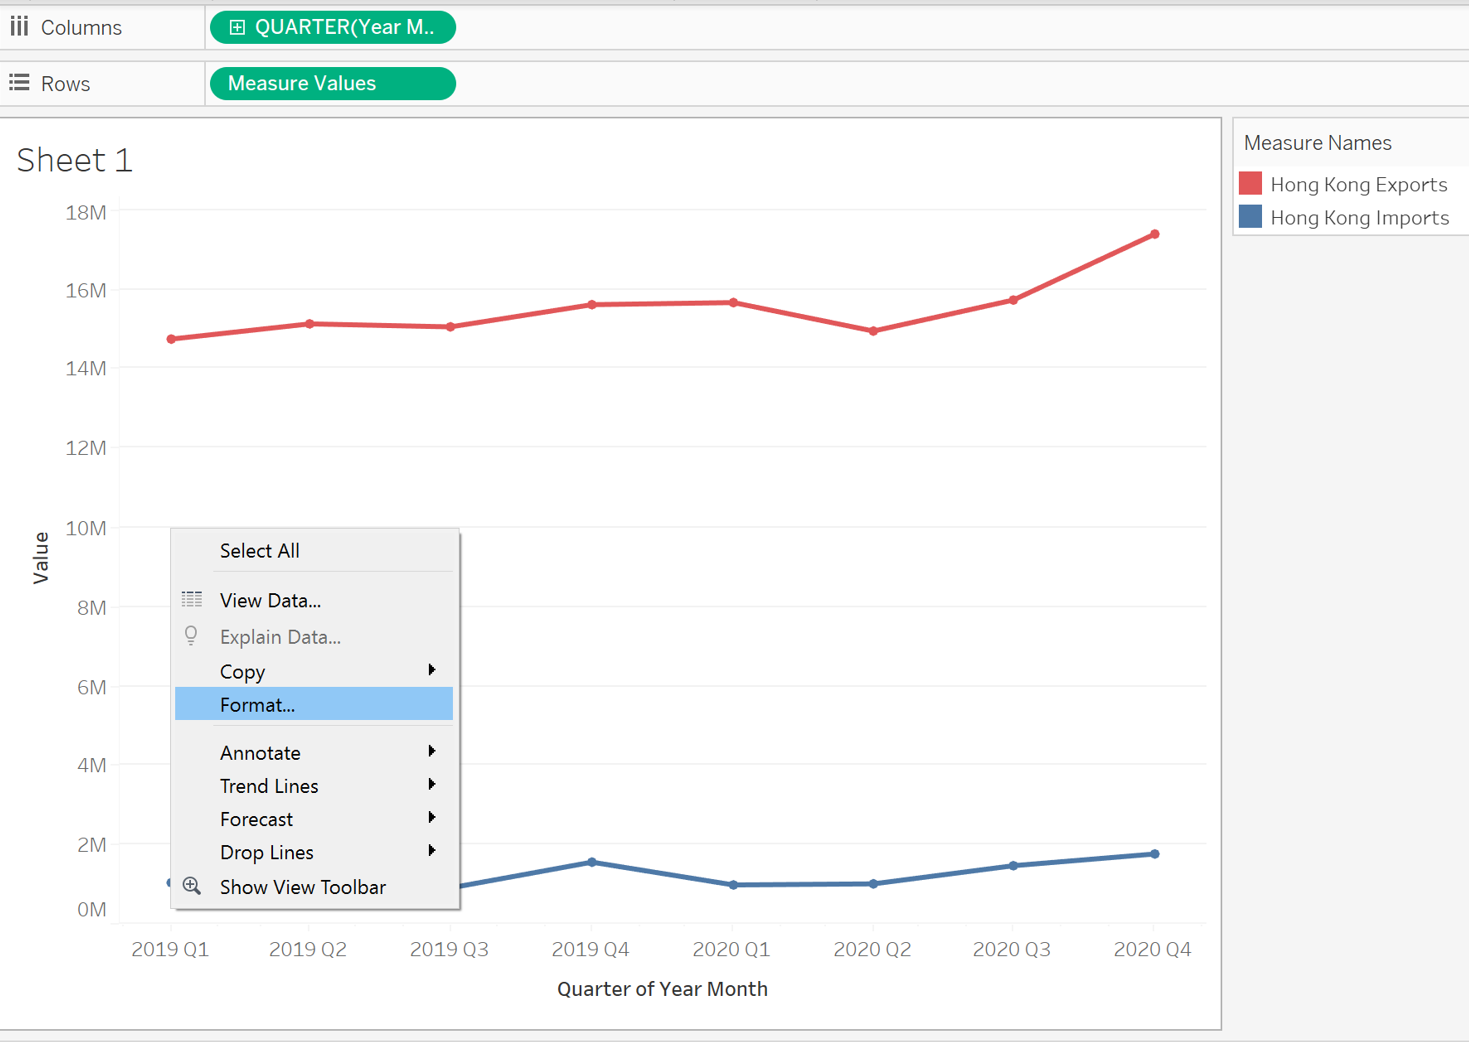 Columns
QUARTER(Year M..
Rows
Measure Values
Sheet 1
Measure Names
Hong Kong Exports
Hong Kong Imports
18M
16M
14M
12M
10M
8M
6M
4M
2M
0M
Value
Select All
View Data...
Explain Data...
Copy
Format...
Annotate
Trend Lines
Forecast
Drop Lines
Show View Toolbar
2019 Q1 2019 Q2 2019 Q3 2019 Q4 2020 Q1 2020 Q2 2020 Q3 2020 Q4
Quarter of Year Month